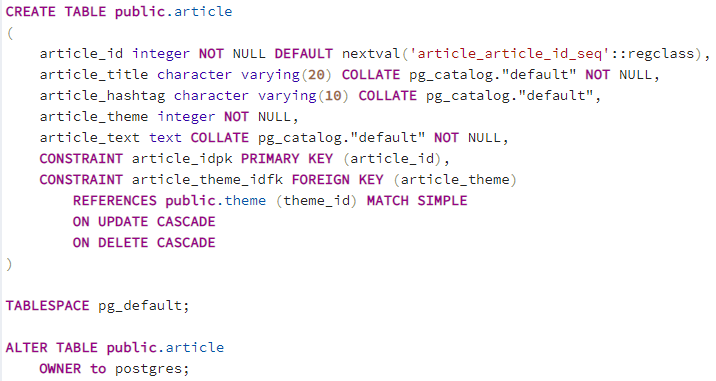 CREATE TABLE public.article
(
    article_id integer NOT NULL DEFAULT nextval('article_article_id_seq'::regclass),
    article_title character varying(20) COLLATE pg_catalog."default" NOT NULL,
    article_hashtag character varying(10) COLLATE pg_catalog."default",
    article_theme integer NOT NULL,
    article_text text COLLATE pg_catalog."default" NOT NULL,
    CONSTRAINT article_idpk PRIMARY KEY (article_id),
    CONSTRAINT article_theme_idfk FOREIGN KEY (article_theme)
        REFERENCES public.theme (theme_id) MATCH SIMPLE
        ON UPDATE CASCADE
        ON DELETE CASCADE
)

TABLESPACE pg_default;

ALTER TABLE public.article
    OWNER to postgres;